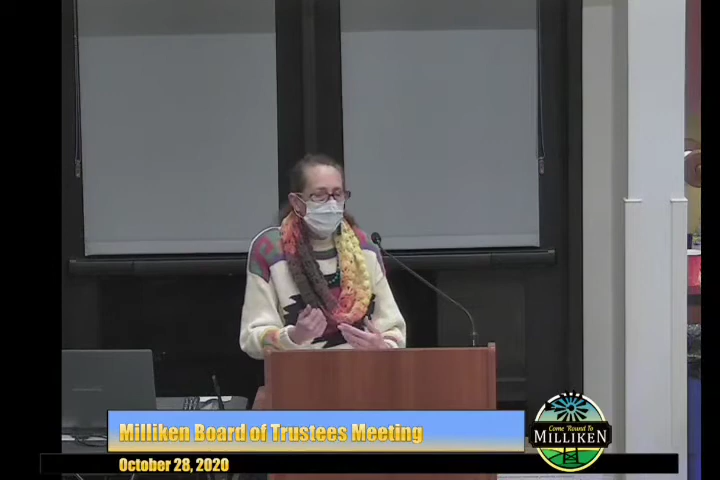 Milliken Board of Trustees Meeting
Come 'Round To
MILLIKEN
October 28, 2020